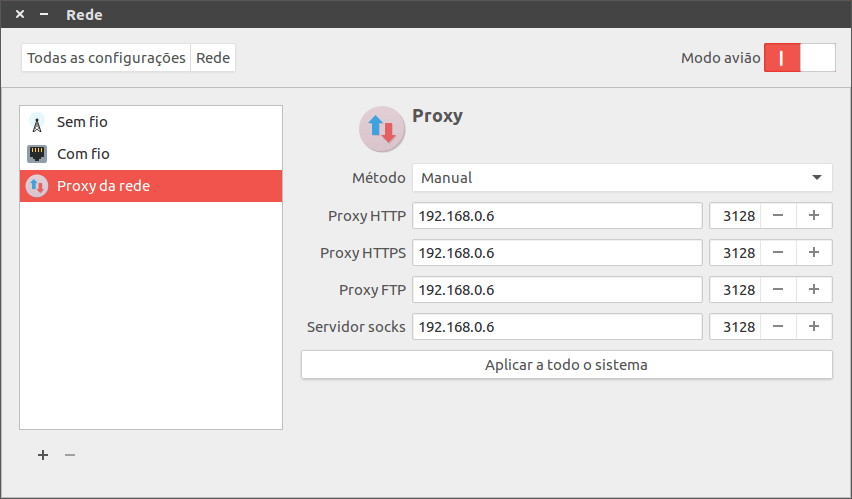 Rede
Todas as configurações Rede Modo avião
Sem fio
Com fio
Proxy da rede
Proxy
Método Manual
Proxy HTTP 192.168.0.6 3128
Proxy HTTPS 192.168.0.6 3128
Proxy FTP 192.168.0.6 3128
Servidor socks 192.168.0.6 3128
Aplicar a todo o sistema